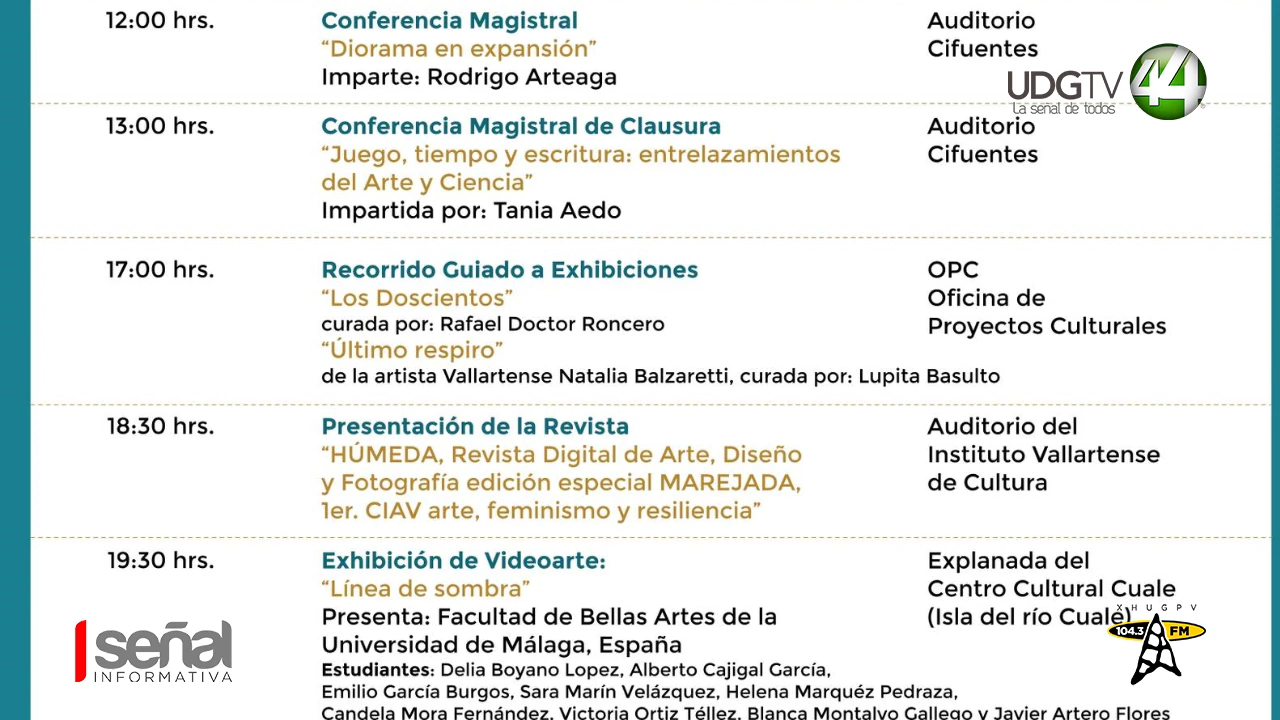 12:00 hrs.
Conferencia Magistral
“Diorama en expansión”
Imparte: Rodrigo Arteaga
Auditorio
Cifuentes
UDGTV 44
La señal de todos
13:00 hrs.
Conferencia Magistral de Clausura
“Juego, tiempo y escritura: entrelazamientos
del Arte y Ciencia”
Impartida por: Tania Aedo
Auditorio
Cifuentes
17:00 hrs.
Recorrido Guiado a Exhibiciones
“Los Doscientos”
curada por: Rafael Doctor Roncero
“Último respiro”
de la artista Vallartense Natalia Balzaretti, curada por: Lupita Basulto
OPC
Oficina de
Proyectos Culturales
18:30 hrs.
Presentación de la Revista
“HÚMEDA, Revista Digital de Arte, Diseño
y Fotografía edición especial MAREJADA,
1er. CIAV arte, feminismo y resiliencia”
Auditorio del
Instituto Vallartense
de Cultura
19:30 hrs.
Exhibición de Videoarte:
“Línea de sombra”
Presenta: Facultad de Bellas Artes de la
Universidad de Málaga, España
Estudiantes: Delia Boyano Lopez, Alberto Cajigal García,
Emilio García Burgos, Sara Marín Velázquez, Helena Marquéz Pedraza,
Candela Mora Fernández, Victoria Ortiz Téllez, Blanca Montalvo Gallego y Javier Artero Flores
Explanada del
Centro Cultural Cuale
(Isla del río Cuale)
señal
INFORMATIVA
XHUGPV
104.3 FM